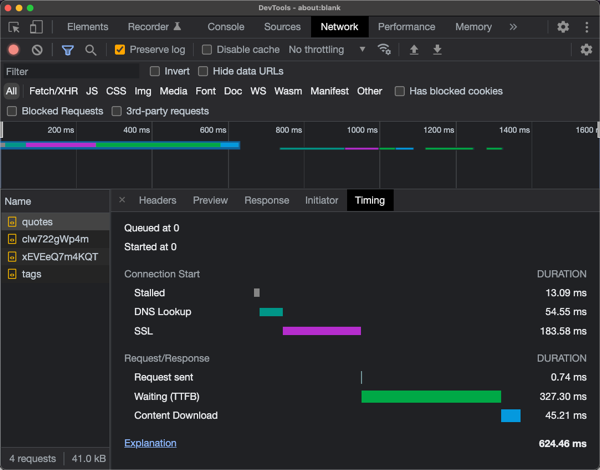 DevTools - about:blank
Elements Recorder Console Sources Network Performance Memory »
Preserve log Disable cache No throttling
Filter Invert Hide data URLs
All Fetch/XHR JS CSS Img Media Font Doc WS Wasm Manifest Other Has blocked cookies
Blocked Requests 3rd-party requests
200 ms 400 ms 600 ms 800 ms 1000 ms 1200 ms 1400 ms 1600 m
Name × Headers Preview Response Initiator Timing
quotes
clw722gWp4m
xEVEeQ7m4KQT
tags
Queued at 0
Started at 0
Connection Start DURATION
Stalled 13.09 ms
DNS Lookup 54.55 ms
SSL 183.58 ms
Request/Response DURATION
Request sent 0.74 ms
Waiting (TTFB) 327.30 ms
Content Download 45.21 ms
Explanation 624.46 ms
4 requests 41.0 kB